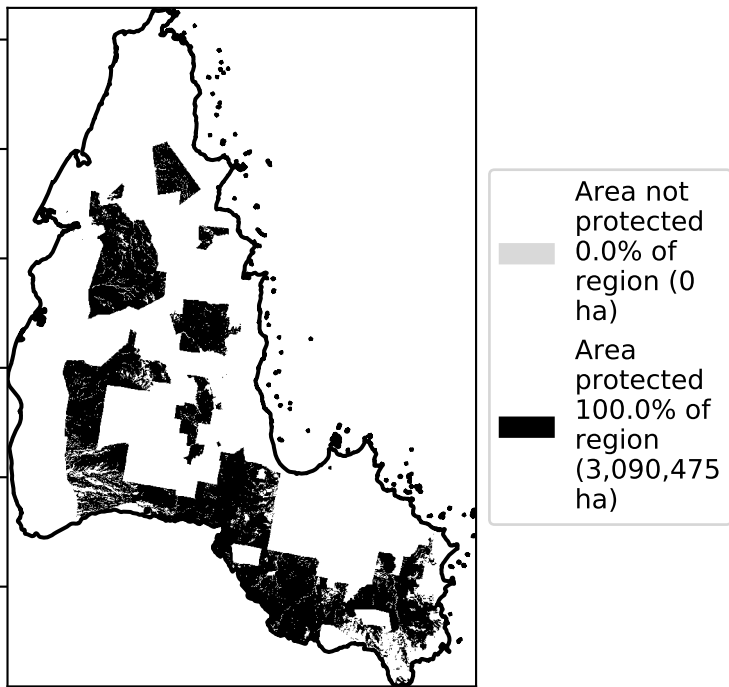 Area not
protected
0.0% of
region (0
ha)
Area
protected
100.0% of
region
(3,090,475
ha)